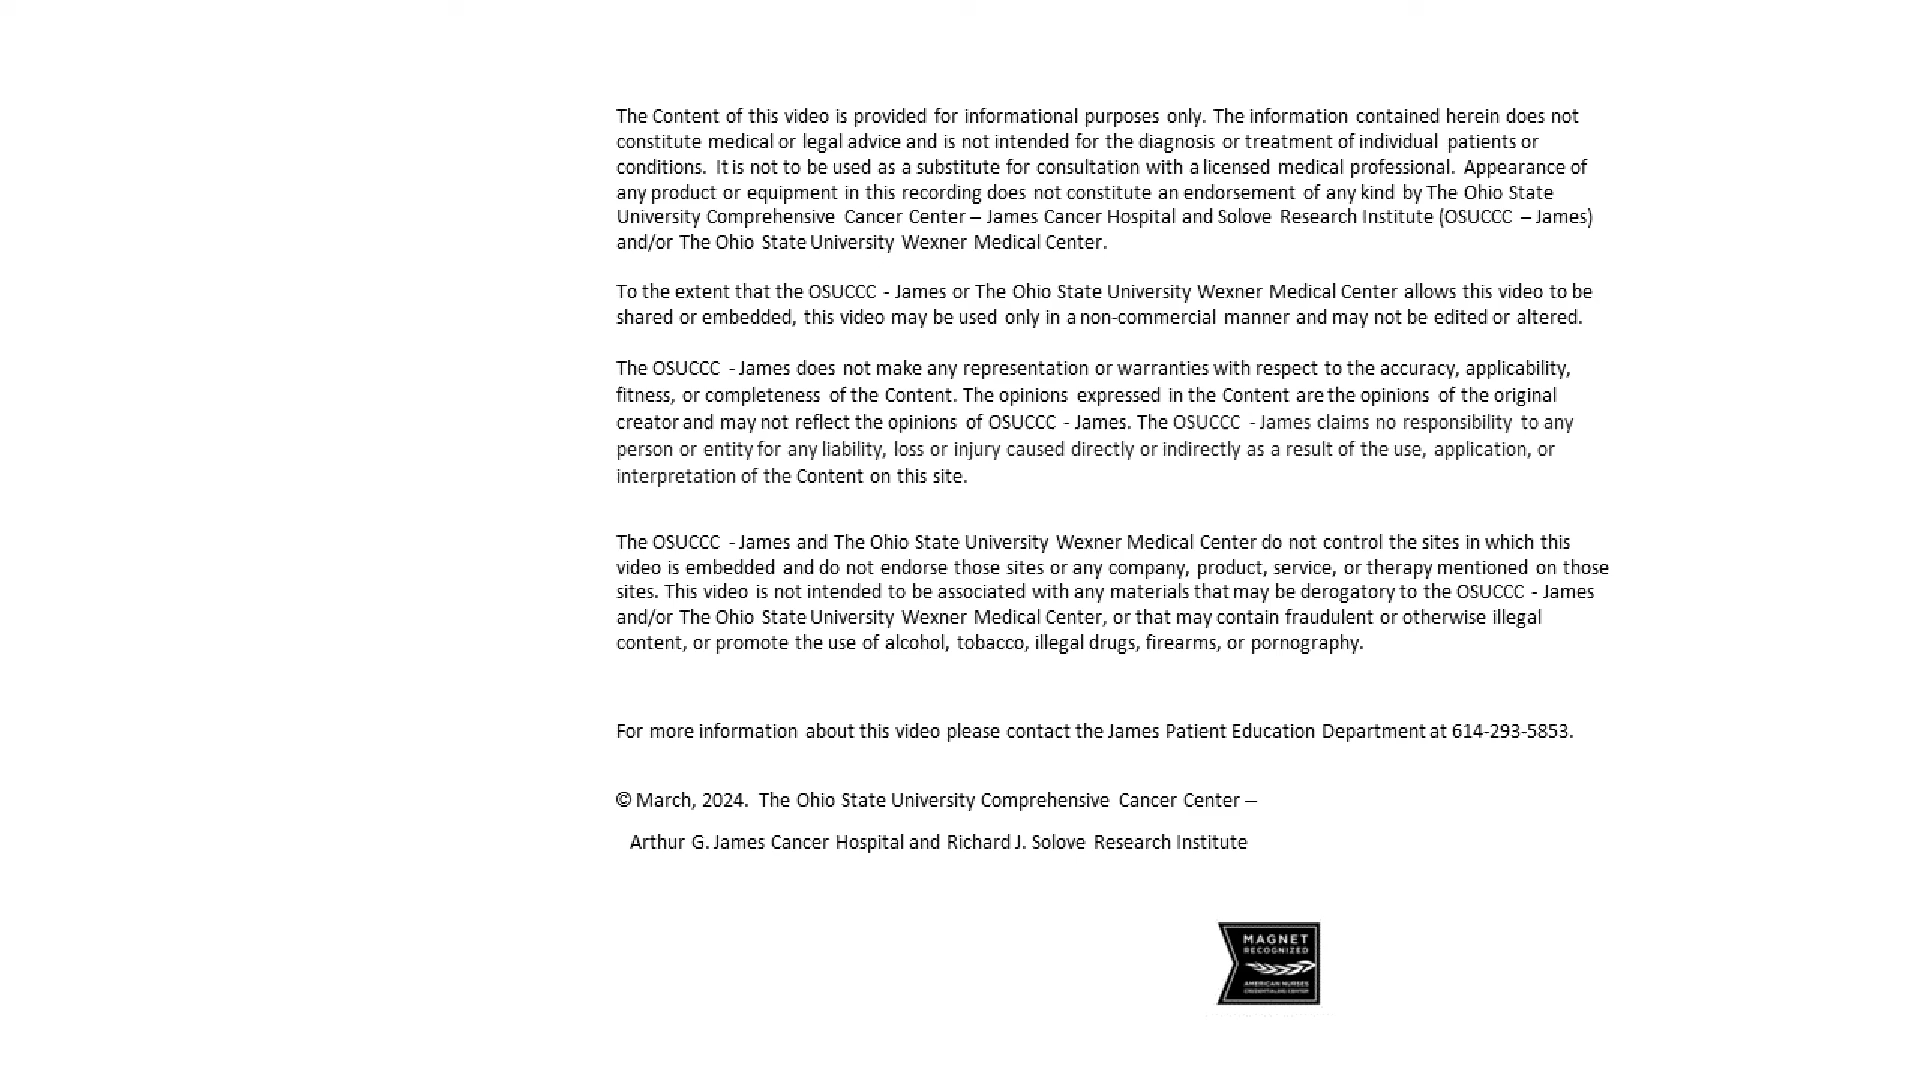 The Content of this video is provided for informational purposes only. The information contained herein does not
constitute medical or legal advice and is not intended for the diagnosis or treatment of individual patients or
conditions. It is not to be used as a substitute for consultation with a licensed medical professional. Appearance of
any product or equipment in this recording does not constitute an endorsement of any kind by The Ohio State
University Comprehensive Cancer Center – James Cancer Hospital and Solove Research Institute (OSUCCC – James)
and/or The Ohio State University Wexner Medical Center.
To the extent that the OSUCCC - James or The Ohio State University Wexner Medical Center allows this video to be
shared or embedded, this video may be used only in a non-commercial manner and may not be edited or altered.
The OSUCCC - James does not make any representation or warranties with respect to the accuracy, applicability,
fitness, or completeness of the Content. The opinions expressed in the Content are the opinions of the original
creator and may not reflect the opinions of OSUCCC - James. The OSUCCC - James claims no responsibility to any
person or entity for any liability, loss or injury caused directly or indirectly as a result of the use, application, or
interpretation of the Content on this site.
The OSUCCC - James and The Ohio State University Wexner Medical Center do not control the sites in which this
video is embedded and do not endorse those sites or any company, product, service, or therapy mentioned on those
sites. This video is not intended to be associated with any materials that may be derogatory to the OSUCCC - James
and/or The Ohio State University Wexner Medical Center, or that may contain fraudulent or otherwise illegal
content, or promote the use of alcohol, tobacco, illegal drugs, firearms, or pornography.
For more information about this video please contact the James Patient Education Department at 614-293-5853.
© March, 2024. The Ohio State University Comprehensive Cancer Center –
Arthur G. James Cancer Hospital and Richard J. Solove Research Institute
MAGNET
RECOGNIZED
AMERICAN NURSES
CREDENTIALING CENTER